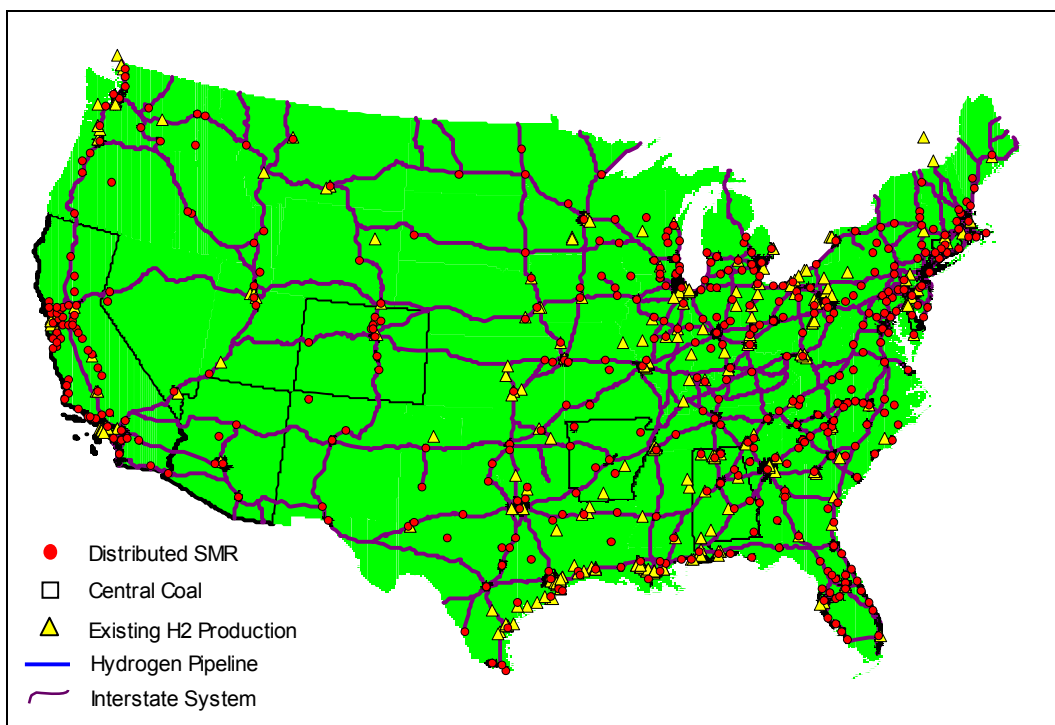 Distributed SMR
Central Coal
Existing H2 Production
Hydrogen Pipeline
Interstate System